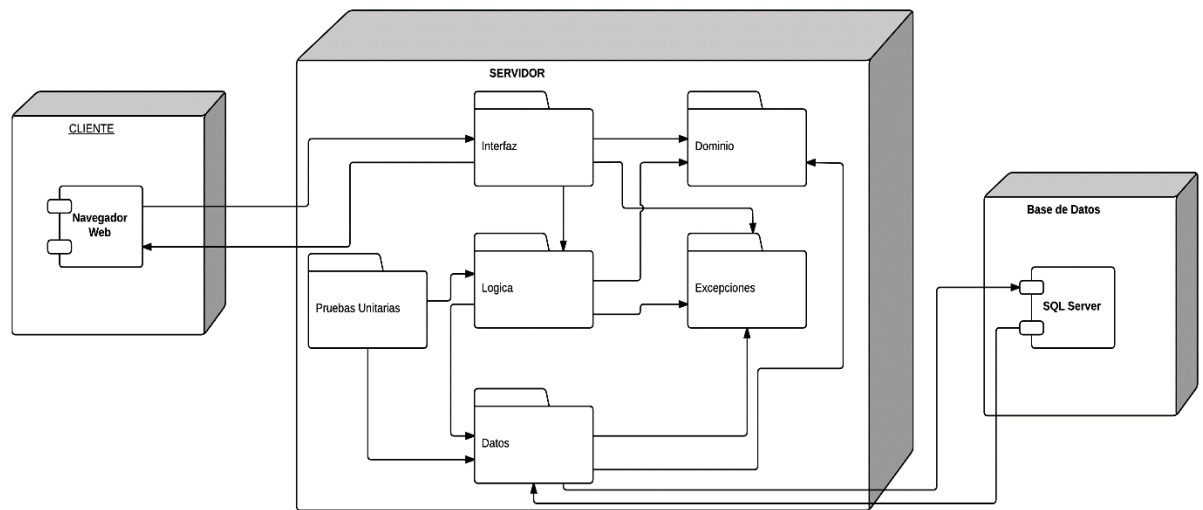 SERVIDOR
CLIENTE
Navegador
Web
Interfaz
Dominio
Pruebas Unitarias
Logica
Excepciones
Datos
Base de Datos
SQL Server